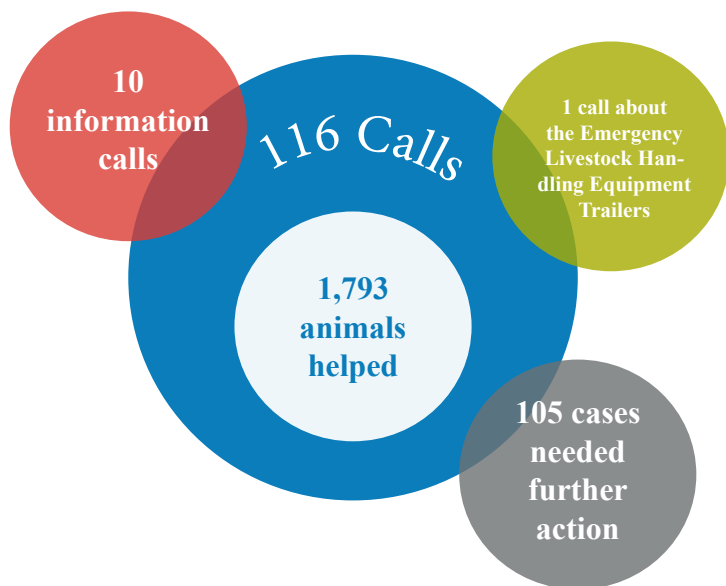 10
information
calls
116 Calls
1 call about
the Emergency
Livestock Han-
dling Equipment
Trailers
1,793
animals
helped
105 cases
needed
further
action